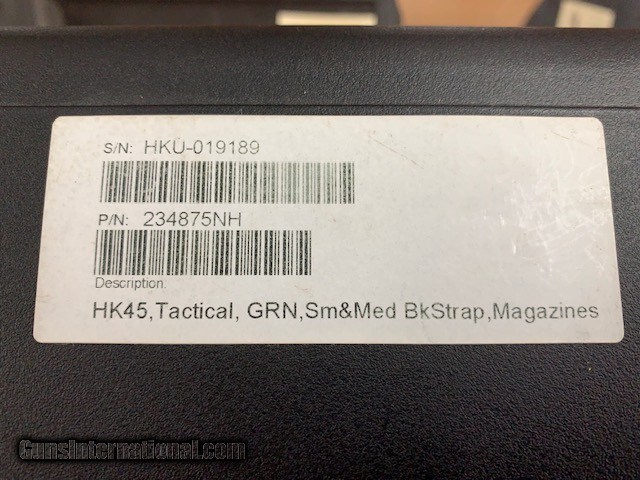 S/N: HKU-019189
P/N: 234875NH
Description:
HK45,Tactical, GRN,Sm&Med BkStrap,Magazines
GunsInternational.com